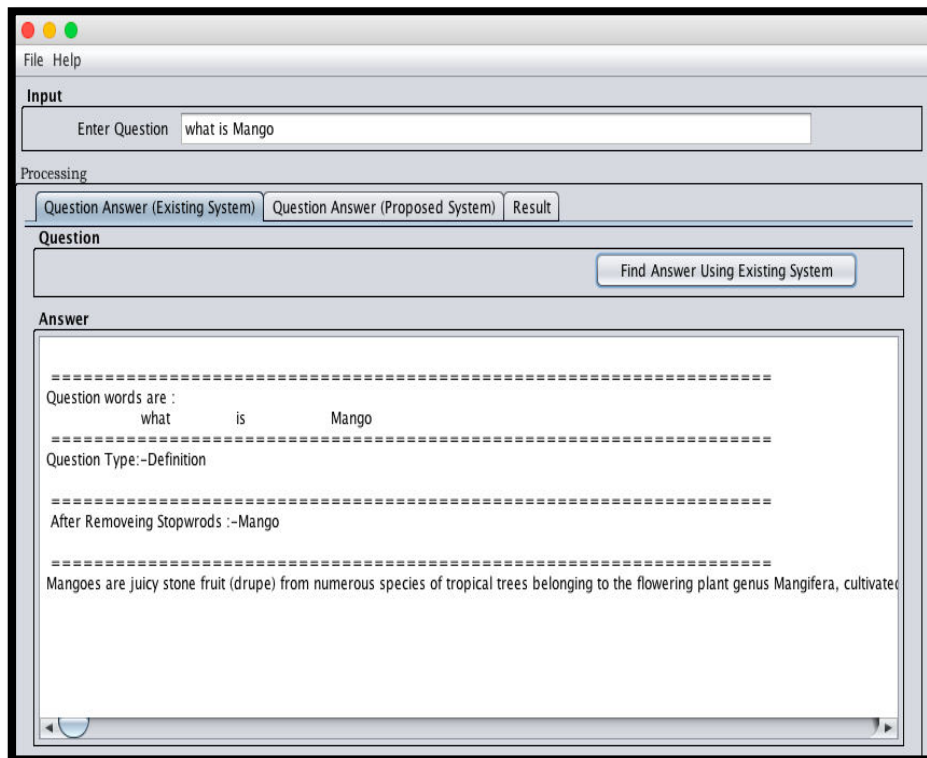 File Help
Input
Enter Question what is Mango
Processing
Question Answer (Existing System) Question Answer (Proposed System) Result
Question
Find Answer Using Existing System
Answer
===================================================================
Question words are :
what is Mango
===================================================================
Question Type:-Definition
===================================================================
After Removeing Stopwrods :-Mango
===================================================================
Mangoes are juicy stone fruit (drupe) from numerous species of tropical trees belonging to the flowering plant genus Mangifera, cultivated